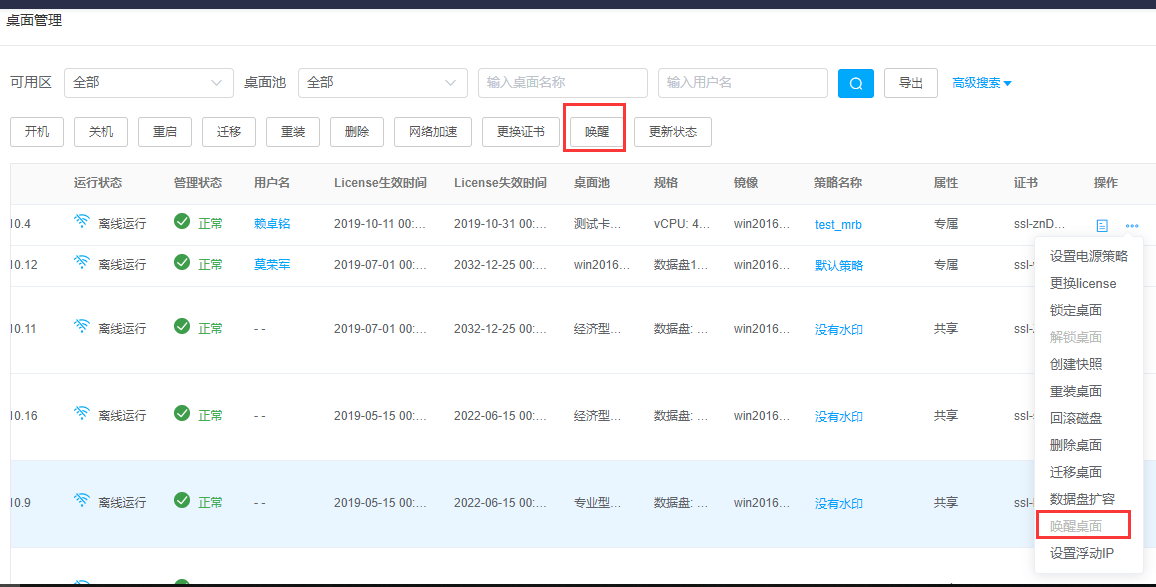 桌面管理
可用区 全部 桌面池 全部 输入桌面名称 输入用户名 导出 高级搜索
开机 关机 重启 迁移 重装 删除 网络加速 更换证书 唤醒 更新状态
运行状态 管理状态 用户名 License生效时间 License失效时间 桌面池 规格 镜像 策略名称 属性 证书 操作
10.4 离线运行 正常 赖卓铭 2019-10-11 00:... 2019-10-31 00:... 测试卡... vCPU: 4... win2016... test_mrb 专属 ssl-znD...
设置电源策略
10.12 离线运行 正常 莫荣军 2019-07-01 00:... 2032-12-25 00:... win2016... 数据盘1... win2016... 默认策略 专属 ssl-
更换license
锁定桌面
10.11 离线运行 正常 - - 2019-07-01 00:... 2032-12-25 00:... 经济型... 数据盘: ... win2016... 没有水印 共享 ssl-
解锁桌面
创建快照
重装桌面
10.16 离线运行 正常 - - 2019-05-15 00:... 2022-06-15 00:... 经济型... 数据盘: ... win2016... 没有水印 共享 ssl-
回滚磁盘
删除桌面
迁移桌面
10.9 离线运行 正常 - - 2019-05-15 00:... 2022-06-15 00:... 专业型... 数据盘: ... win2016... 没有水印 共享 ssl-
数据盘扩容
唤醒桌面
设置浮动IP